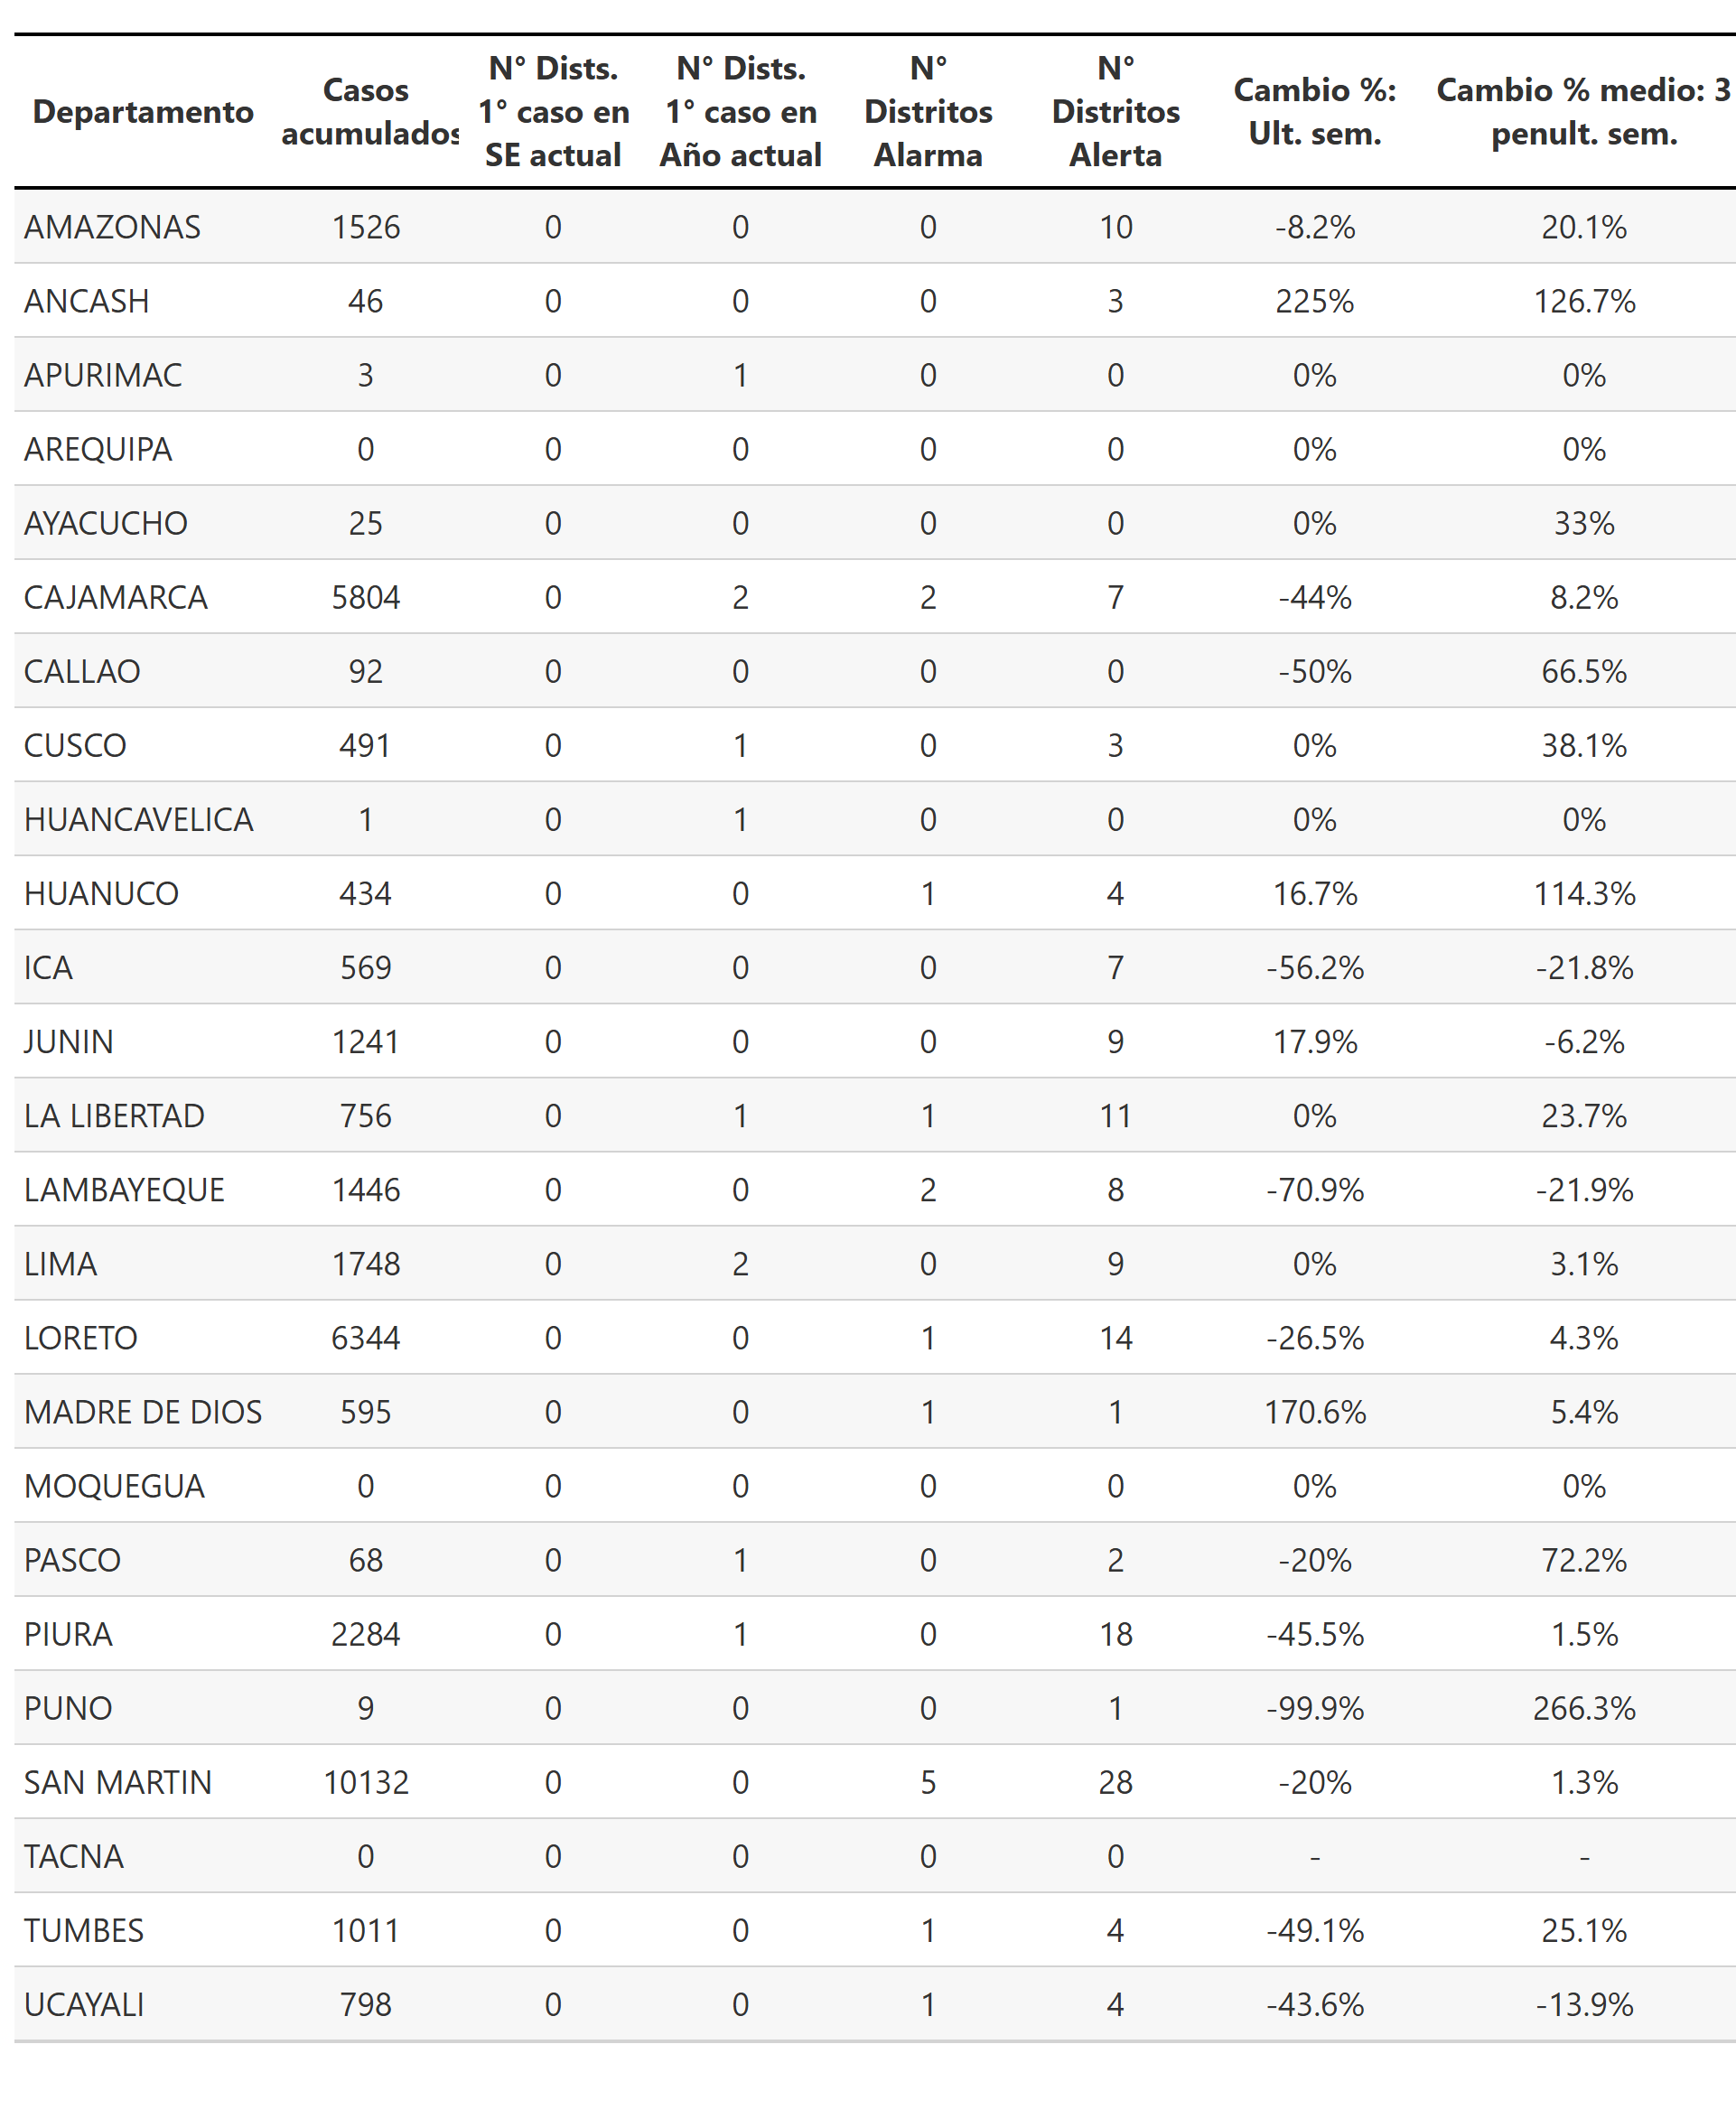 Departamento Casos acumulados N° Dists. 1° caso en SE actual N° Dists. 1° caso en Año actual N° Distritos Alarma N° Distritos Alerta Cambio %: Ult. sem. Cambio % medio: 3 penult. sem.
AMAZONAS 1526 0 0 0 10 -8.2% 20.1%
ANCASH 46 0 0 0 3 225% 126.7%
APURIMAC 3 0 1 0 0 0% 0%
AREQUIPA 0 0 0 0 0 0% 0%
AYACUCHO 25 0 0 0 0 0% 33%
CAJAMARCA 5804 0 2 2 7 -44% 8.2%
CALLAO 92 0 0 0 0 -50% 66.5%
CUSCO 491 0 1 0 3 0% 38.1%
HUANCAVELICA 1 0 1 0 0 0% 0%
HUANUCO 434 0 0 1 4 16.7% 114.3%
ICA 569 0 0 0 7 -56.2% -21.8%
JUNIN 1241 0 0 0 9 17.9% -6.2%
LA LIBERTAD 756 0 1 1 11 0% 23.7%
LAMBAYEQUE 1446 0 0 2 8 -70.9% -21.9%
LIMA 1748 0 2 0 9 0% 3.1%
LORETO 6344 0 0 1 14 -26.5% 4.3%
MADRE DE DIOS 595 0 0 1 1 170.6% 5.4%
MOQUEGUA 0 0 0 0 0 0% 0%
PASCO 68 0 1 0 2 -20% 72.2%
PIURA 2284 0 1 0 18 -45.5% 1.5%
PUNO 9 0 0 0 1 -99.9% 266.3%
SAN MARTIN 10132 0 0 5 28 -20% 1.3%
TACNA 0 0 0 0 0 - -
TUMBES 1011 0 0 1 4 -49.1% 25.1%
UCAYALI 798 0 0 1 4 -43.6% -13.9%